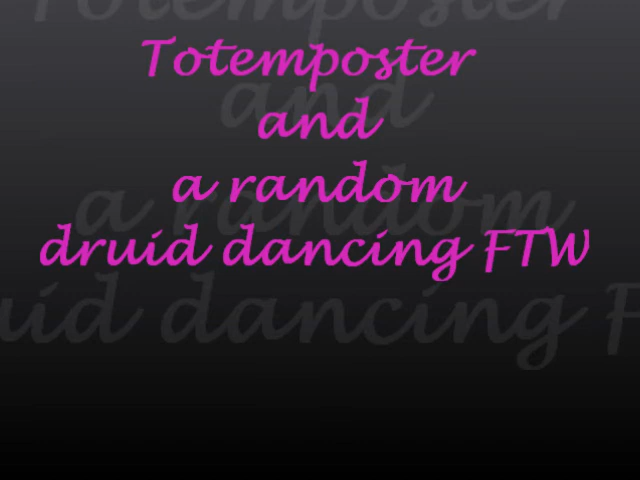 Totemposter
and
a random
druid dancing FTW